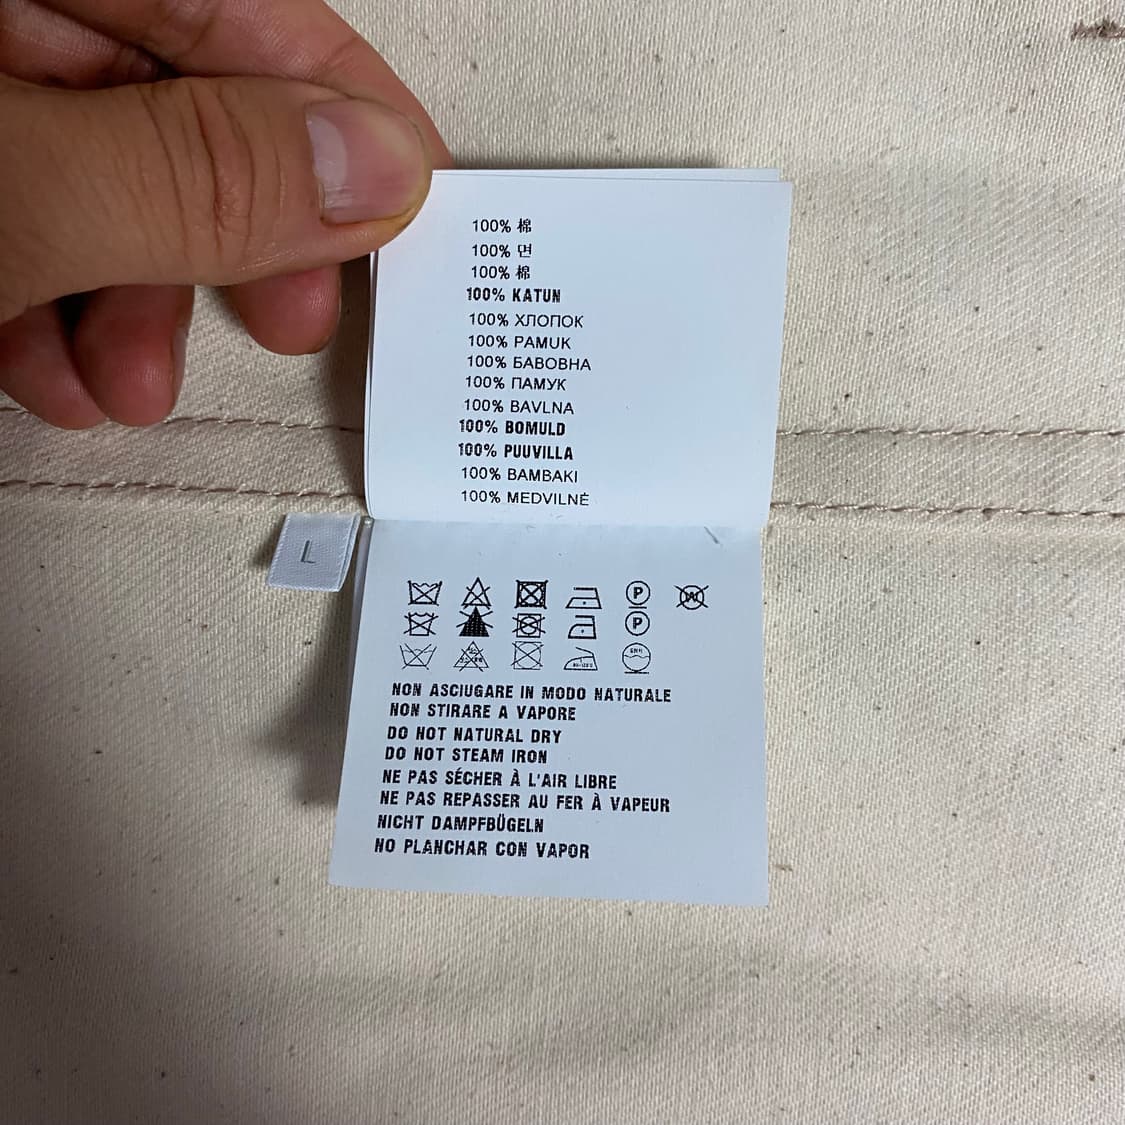 100% 棉
100% 면
100% 棉
100% KATUN
100% ХЛОПОК
100% PAMUK
100% БАВОВНА
100% ПАМУК
100% BAVLNA
100% BOMULD
100% PUUVILLA
100% BAMBAKI
100% MEDVILNĖ
L
P W
P
NON ASCIUGARE IN MODO NATURALE
NON STIRARE A VAPORE
DO NOT NATURAL DRY
DO NOT STEAM IRON
NE PAS SÉCHER À L'AIR LIBRE
NE PAS REPASSER AU FER À VAPEUR
NICHT DAMPFBÜGELN
NO PLANCHAR CON VAPOR